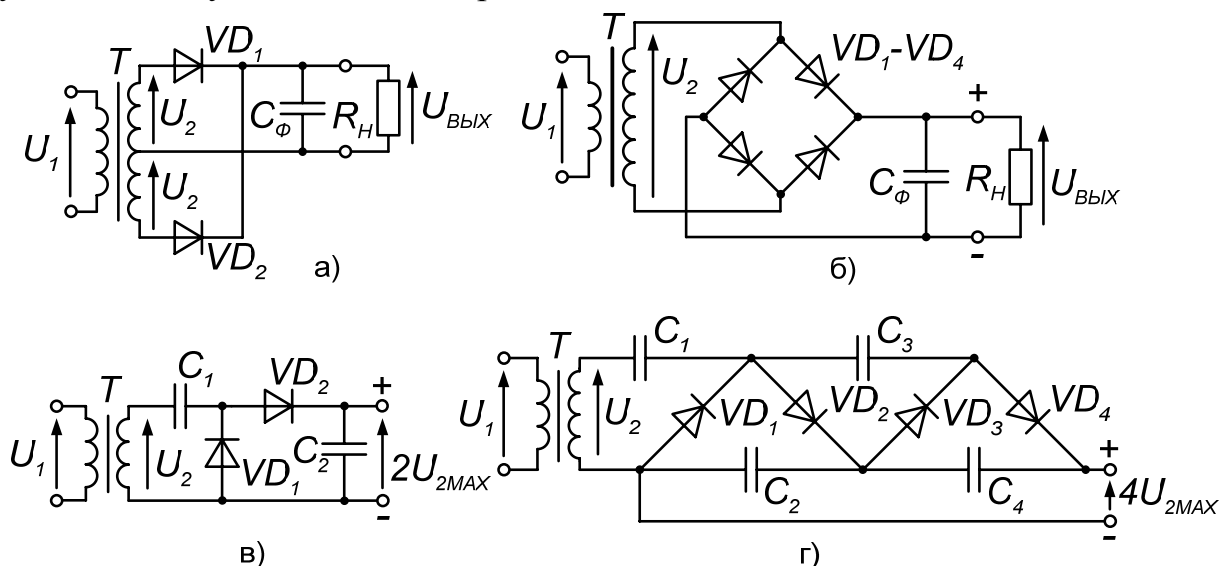 T VD1
U1 U2 U2 CФ RН UВЫХ
VD2
а)
T VD1-VD4
U1 U2
+
CФ RН UВЫХ
-
б)
C1 VD2 +
T
U1 U2 VD1 C2 2U2MAX
-
в)
C1 C3
T
U1 U2 VD1 VD2 VD3 VD4
+
C2 C4 4U2MAX
-
г)